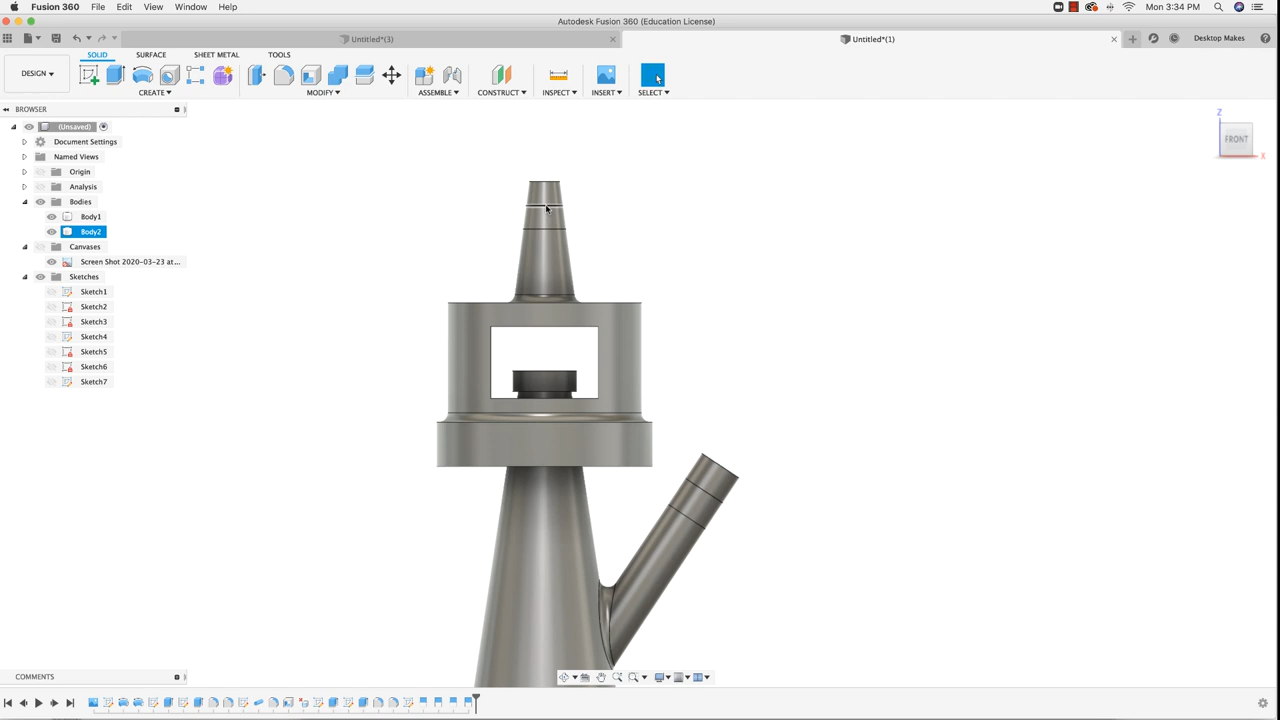 Fusion 360 File Edit View Window Help Mon 3:34 PM
Autodesk Fusion 360 (Education License)
Untitled*(3) Untitled*(1) Desktop Makes
SOLID SURFACE SHEET METAL TOOLS
DESIGN
CREATE MODIFY ASSEMBLE CONSTRUCT INSPECT INSERT SELECT
BROWSER
(Unsaved)
Document Settings
Named Views
Origin
Analysis
Bodies
Body1
Body2
Canvases
Screen Shot 2020-03-23 at...
Sketches
Sketch1
Sketch2
Sketch3
Sketch4
Sketch5
Sketch6
Sketch7
Z
FRONT
X
COMMENTS